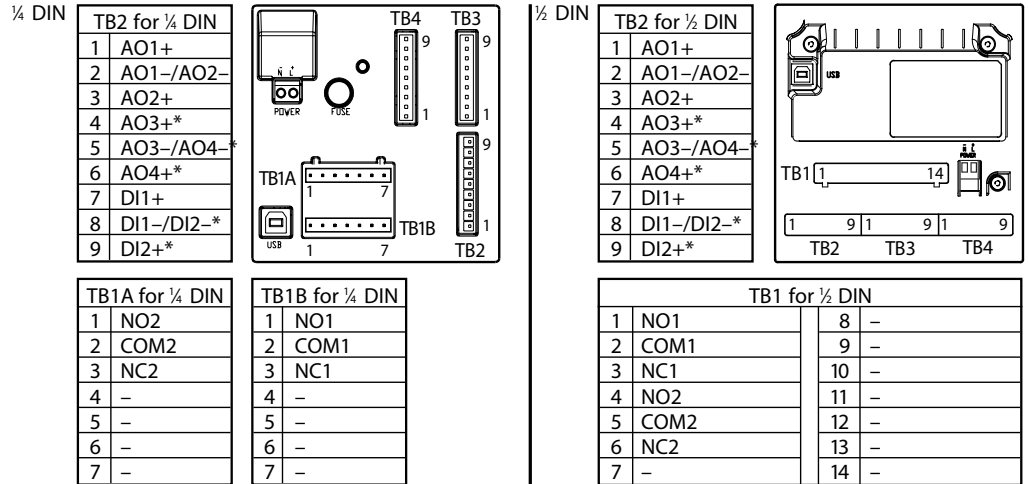 ¼ DIN
TB2 for ¼ DIN
1 AO1+
2 AO1–/AO2–
3 AO2+
4 AO3+*
5 AO3–/AO4–*
6 AO4+*
7 DI1+
8 DI1–/DI2–*
9 DI2+*
TB4 TB3
9 9
N L
POWER FUSE
1 1
9
TB1A
1 7
TB1B
USB
1 7
1
TB2
TB1A for ¼ DIN
1 NO2
2 COM2
3 NC2
4 –
5 –
6 –
7 –
TB1B for ¼ DIN
1 NO1
2 COM1
3 NC1
4 –
5 –
6 –
7 –
½ DIN
TB2 for ½ DIN
1 AO1+
2 AO1–/AO2–
3 AO2+
4 AO3+*
5 AO3–/AO4–*
6 AO4+*
7 DI1+
8 DI1–/DI2–*
9 DI2+*
USB
N L
POWER
TB1 1 14
1 9 1 9 1 9
TB2 TB3 TB4
TB1 for ½ DIN
1 NO1 8 –
2 COM1 9 –
3 NC1 10 –
4 NO2 11 –
5 COM2 12 –
6 NC2 13 –
7 – 14 –